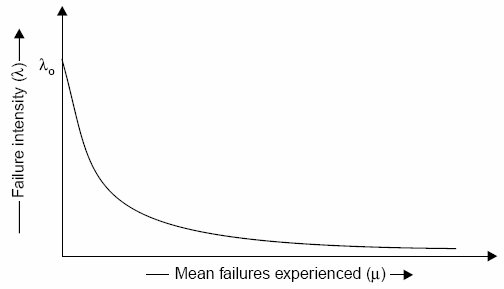 λo
Failure intensity (λ)
Mean failures experienced (μ)